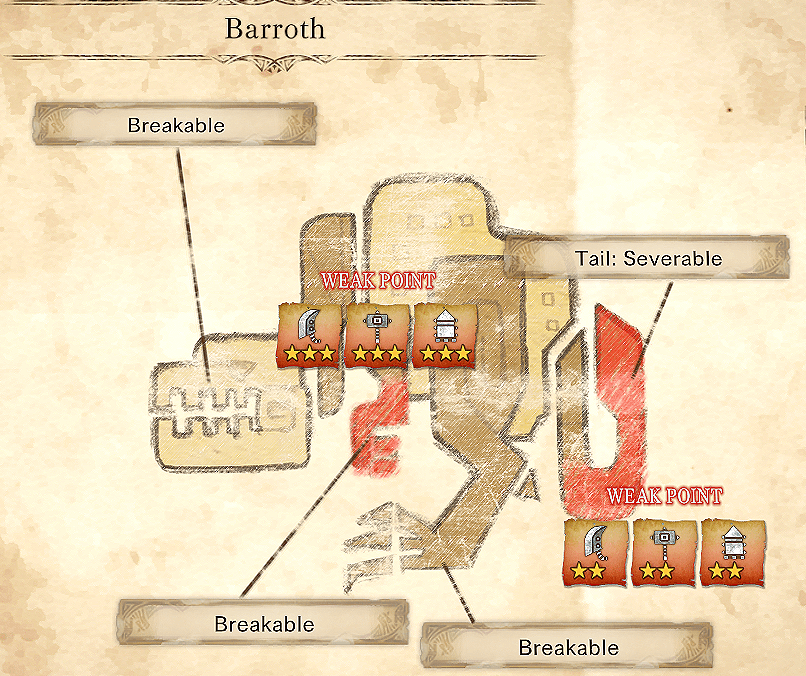 Barroth
Breakable
Tail: Severable
WEAK POINT
WEAK POINT
Breakable
Breakable